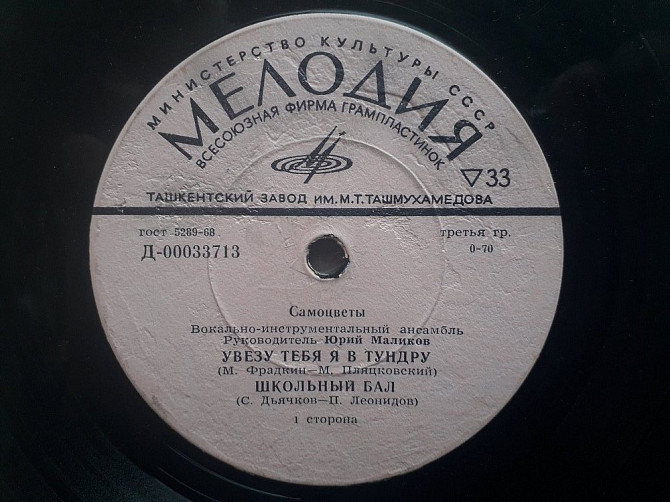 МИНИСТЕРСТВО КУЛЬТУРЫ СССР
МЕЛОДИЯ
ВСЕСОЮЗНАЯ ФИРМА ГРАМПЛАСТИНОК
33
ТАШКЕНТСКИЙ ЗАВОД ИМ. М.Т.ТАШМУХАМЕДОВА
гост 5289-68 третья гр.
Д-00033713 0-70
Самоцветы
Вокально-инструментальный ансамбль
Руководитель Юрий Маликов
УВЕЗУ ТЕБЯ Я В ТУНДРУ
(М. Фрадкин—М. Пляцковский)
ШКОЛЬНЫЙ БАЛ
(С. Дьячков—П. Леонидов)
1 сторона